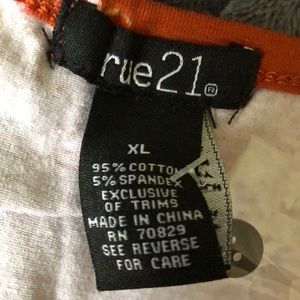 rue21®
XL
95% COTTON
5% SPANDEX
EXCLUSIVE
OF TRIMS
MADE IN CHINA
RN 70829
SEE REVERSE
FOR CARE